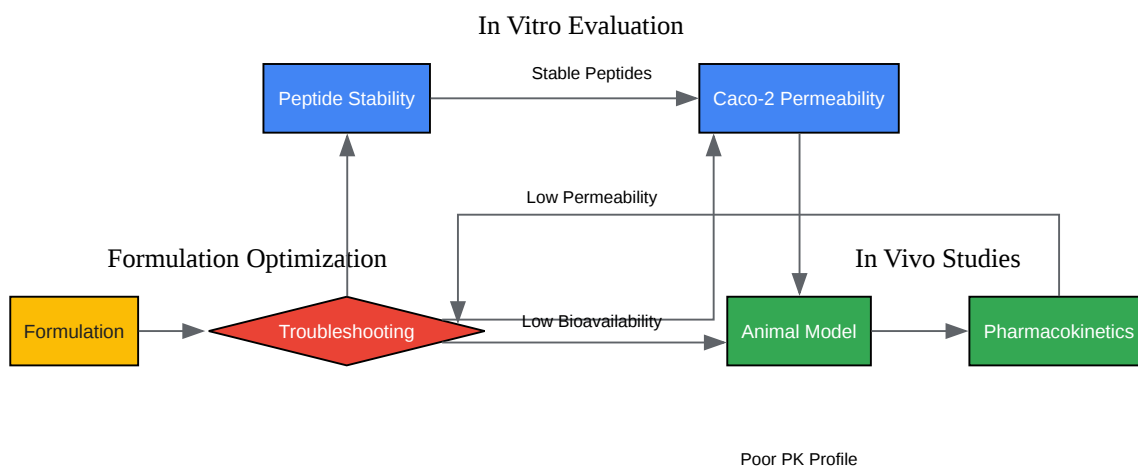 In Vitro Evaluation
Stable Peptides
Peptide Stability
Caco-2 Permeability
Low Permeability
Formulation Optimization
In Vivo Studies
Low Bioavailability
Formulation
Troubleshooting
Animal Model
Pharmacokinetics
Poor PK Profile